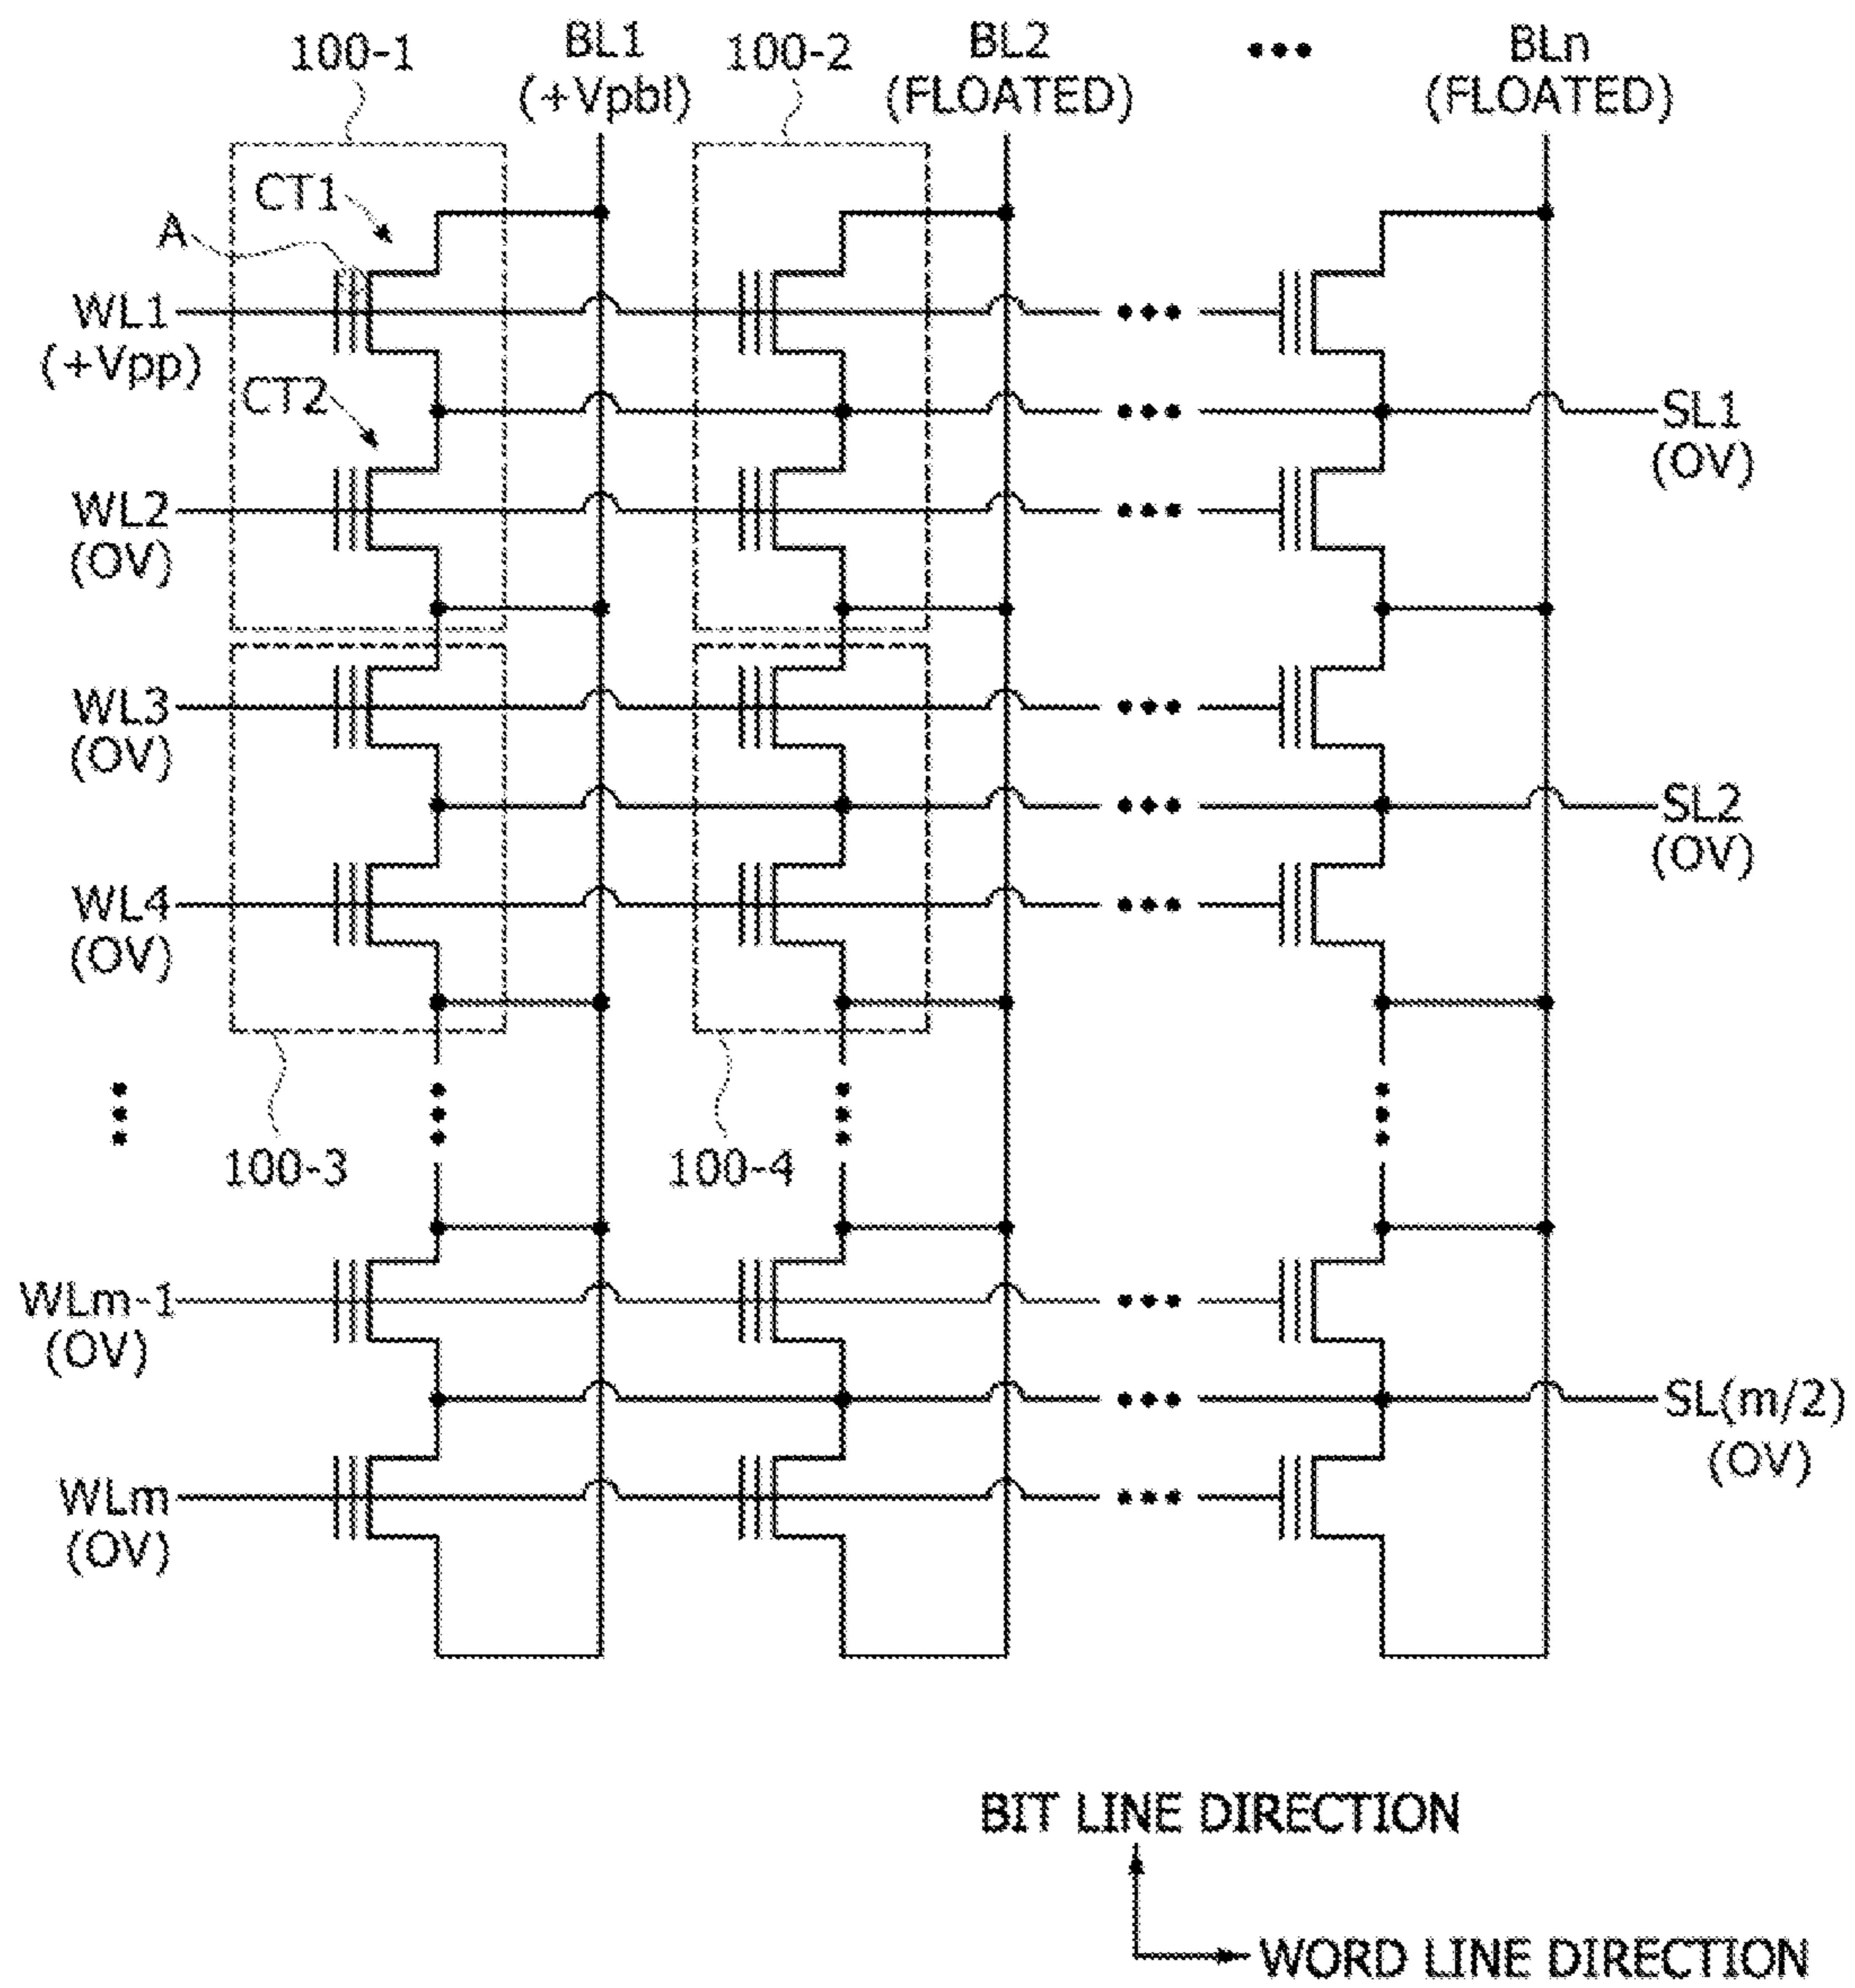 100-1
BL1
(+Vpbl)
100-2
BL2
(FLOATED)
•••
BLn
(FLOATED)
CT1
A
WL1
(+Vpp)
CT2
SL1
(0V)
WL2
(0V)
WL3
(0V)
SL2
(0V)
WL4
(0V)
100-3
100-4
WLm-1
(0V)
SL(m/2)
(0V)
WLm
(0V)
BIT LINE DIRECTION
WORD LINE DIRECTION